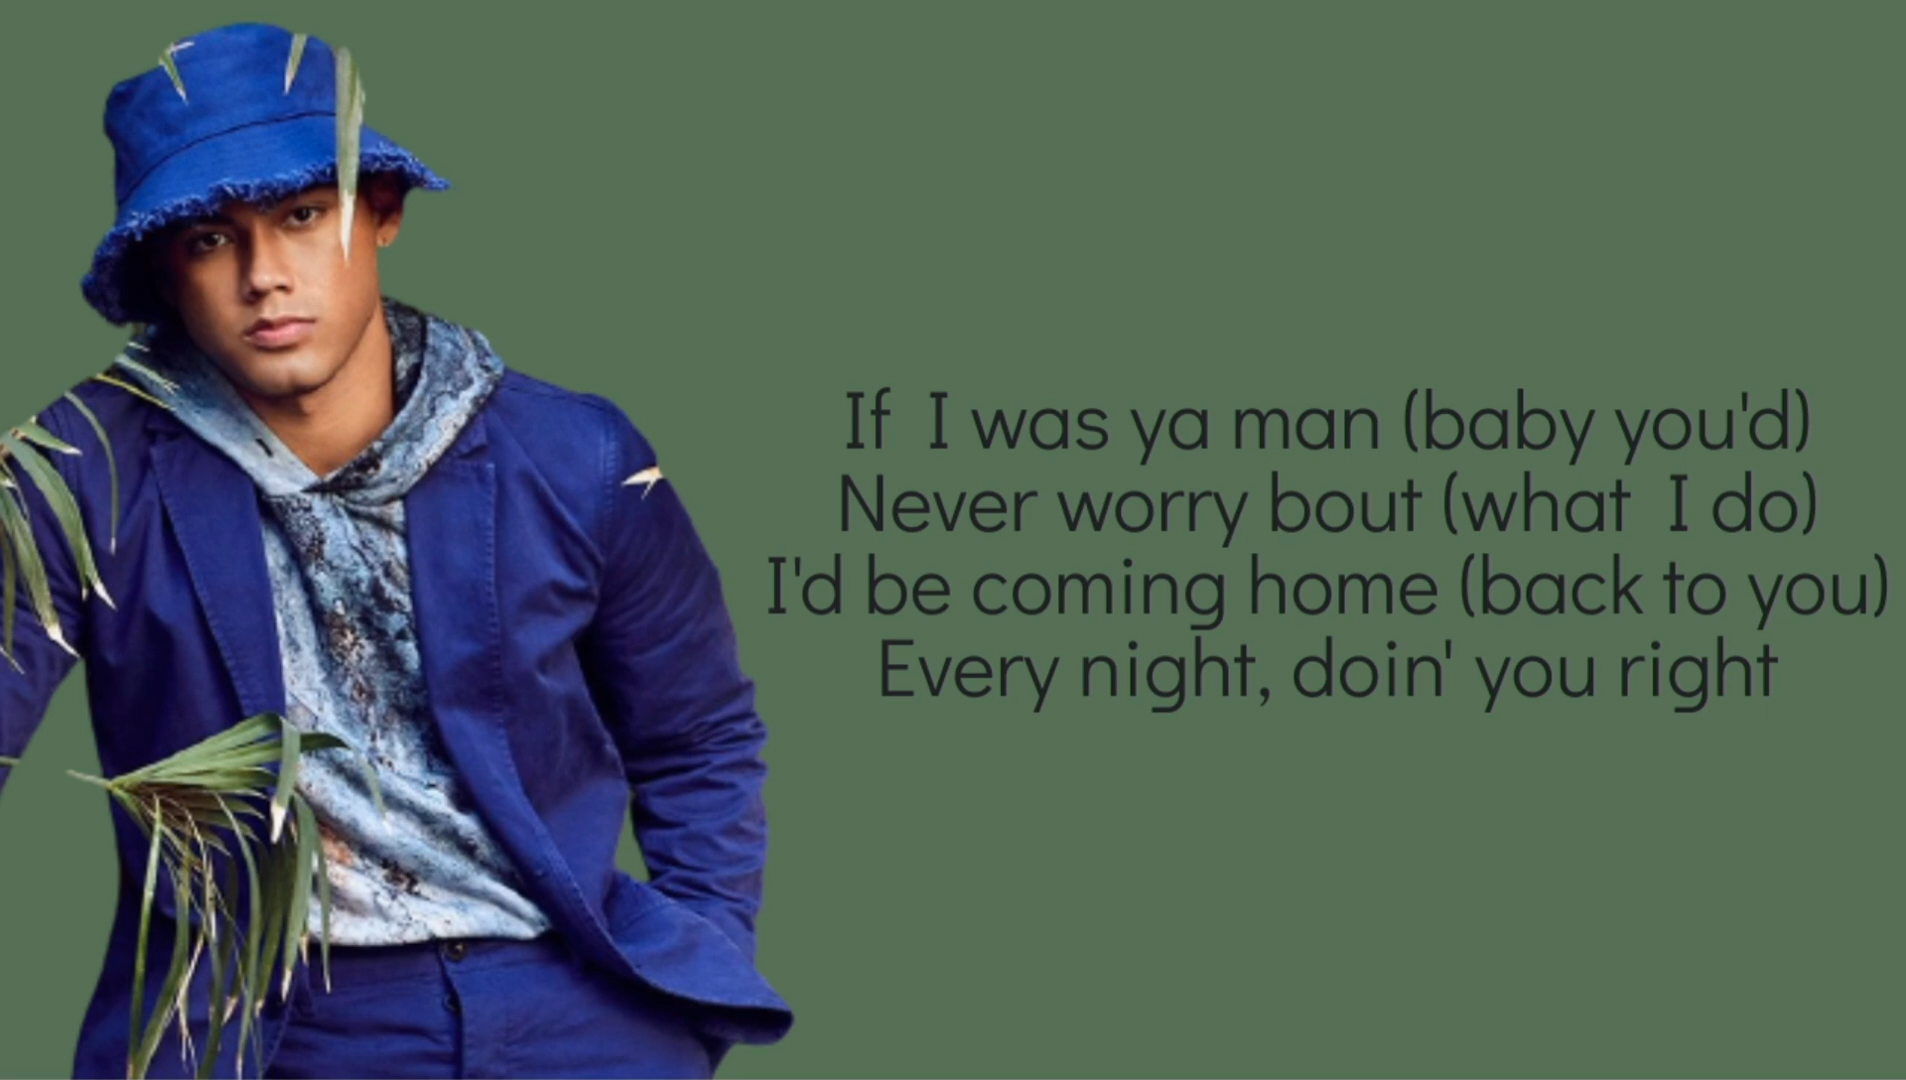 If I was ya man (baby you'd)
Never worry bout (what I do)
I'd be coming home (back to you)
Every night, doin' you right